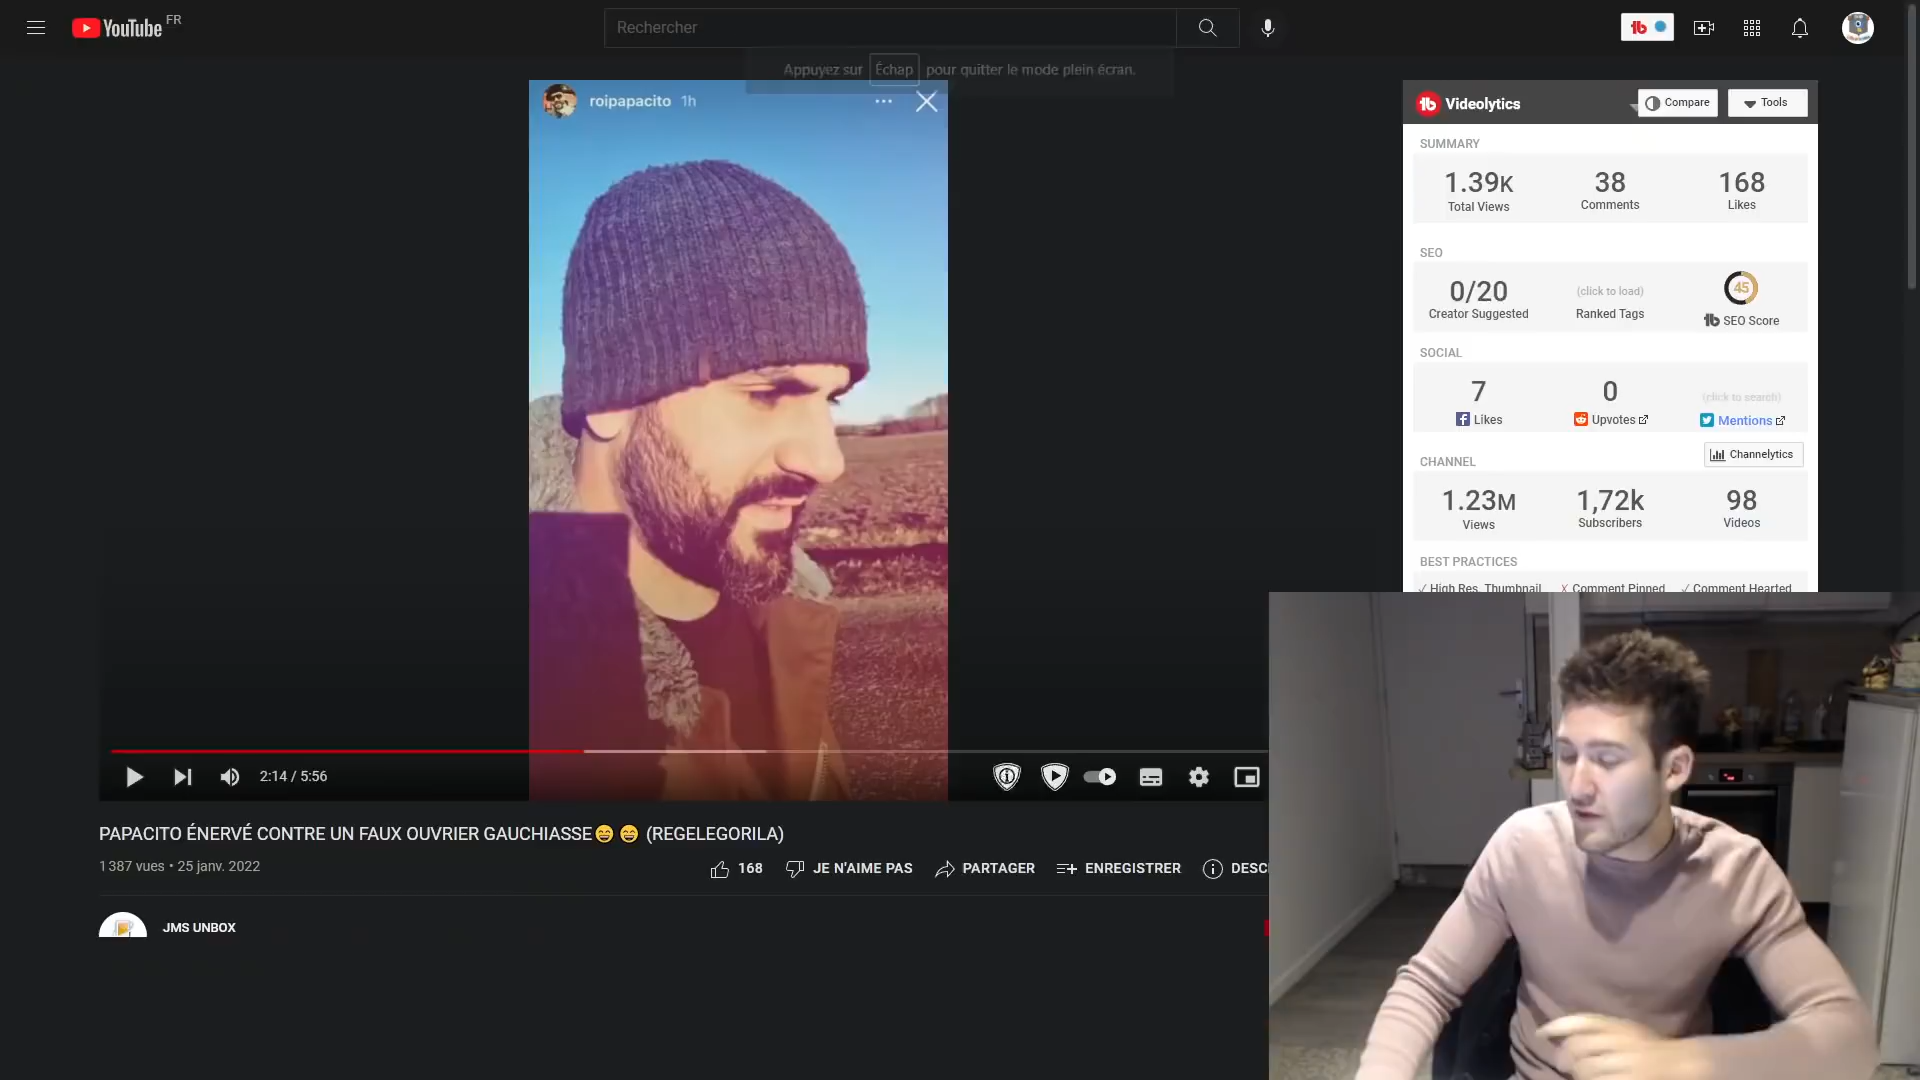 YouTube FR
Rechercher
Appuyez sur Échap pour quitter le mode plein écran.
roipapacito 1h
Videolytics
Compare
Tools
SUMMARY
1.39K
Total Views
38
Comments
168
Likes
SEO
0/20
Creator Suggested
(click to load)
Ranked Tags
45
SEO Score
SOCIAL
7
Likes
0
Upvotes
(click to search)
Mentions
CHANNEL
Channelytics
1.23M
Views
1,72k
Subscribers
98
Videos
BEST PRACTICES
√ High Res. Thumbnail
X Comment Pinned
√ Comment Hearted
2:14 / 5:56
PAPACITO ÉNERVÉ CONTRE UN FAUX OUVRIER GAUCHIASSE😄😄 (REGELEGORILA)
1 387 vues • 25 janv. 2022
168
JE N'AIME PAS
PARTAGER
ENREGISTRER
DESC
JMS UNBOX